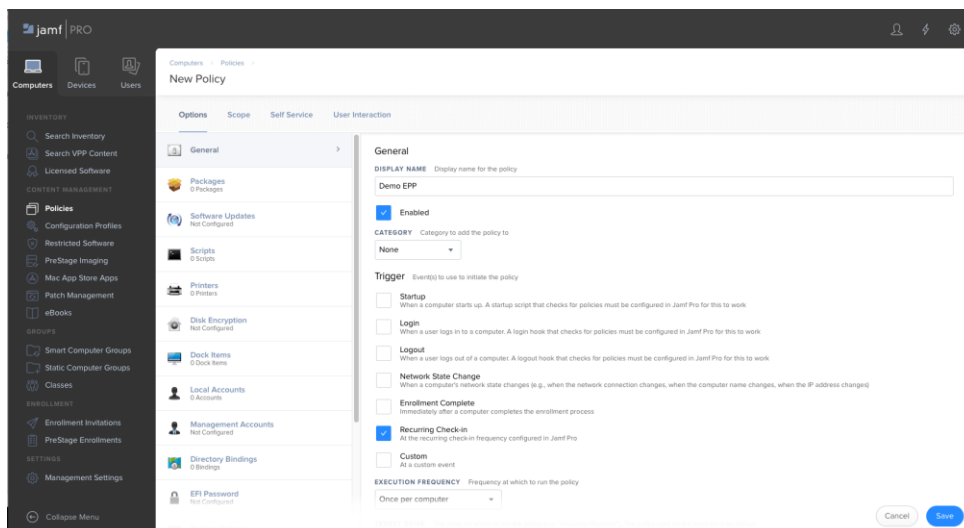 jamf PRO
Computers
Devices
Users
INVENTORY
Search Inventory
Search VPP Content
Licensed Software
CONTENT MANAGEMENT
Policies
Configuration Profiles
Restricted Software
PreStage Imaging
Mac App Store Apps
Patch Management
eBooks
GROUPS
Smart Computer Groups
Static Computer Groups
Classes
ENROLLMENT
Enrollment Invitations
PreStage Enrollments
SETTINGS
Management Settings
Collapse Menu
Computers › Policies ›
New Policy
Options Scope Self Service User Interaction
General
Packages
0 Packages
Software Updates
Not Configured
Scripts
0 Scripts
Printers
0 Printers
Disk Encryption
Not Configured
Dock Items
0 Dock Items
Local Accounts
0 Accounts
Management Accounts
Not Configured
Directory Bindings
0 Bindings
EFI Password
Not Configured
General
DISPLAY NAME Display name for the policy
Demo EPP
Enabled
CATEGORY Category to add the policy to
None
Trigger Event(s) to use to initiate the policy
Startup
When a computer starts up. A startup script that checks for policies must be configured in Jamf Pro for this to work
Login
When a user logs in to a computer. A login hook that checks for policies must be configured in Jamf Pro for this to work
Logout
When a user logs out of a computer. A logout hook that checks for policies must be configured in Jamf Pro for this to work
Network State Change
When a computer's network state changes (e.g., when the network connection changes, when the computer name changes, when the IP address changes)
Enrollment Complete
Immediately after a computer completes the enrollment process
Recurring Check-in
At the recurring check-in frequency configured in Jamf Pro
Custom
At a custom event
EXECUTION FREQUENCY Frequency at which to run the policy
Once per computer
Cancel
Save